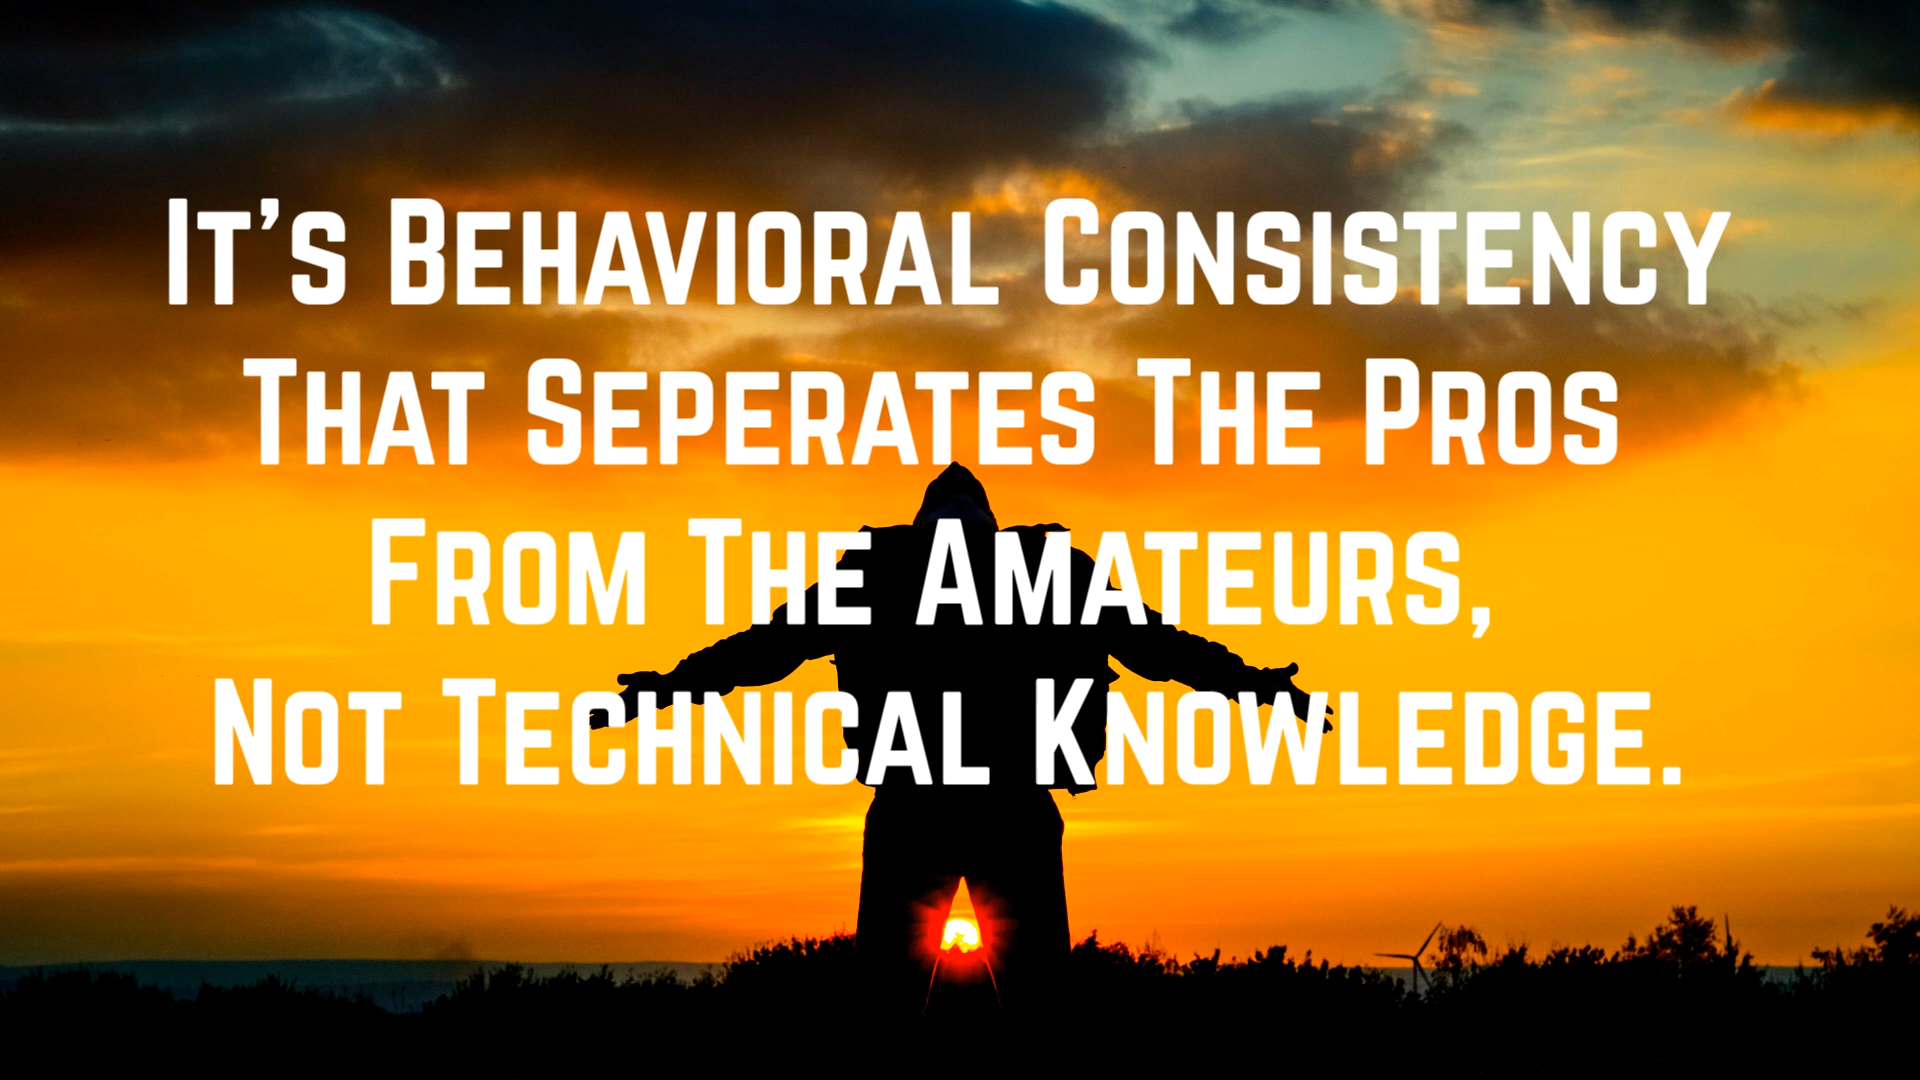 It's Behavioral Consistency
That Seperates The Pros
From The Amateurs,
Not Technical Knowledge.